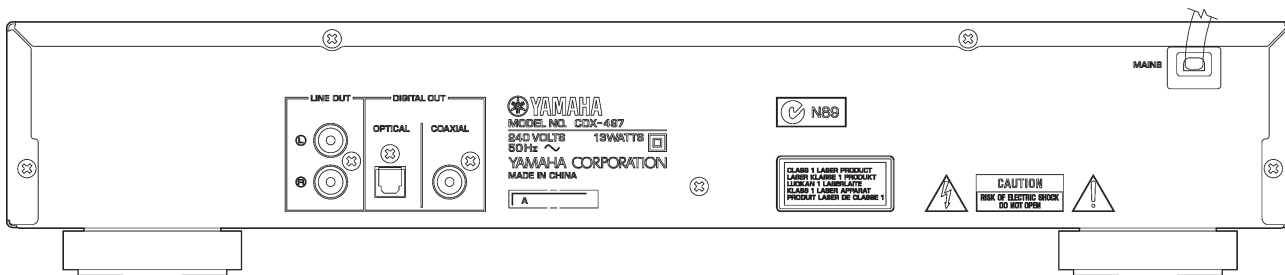 MAINS
LINE OUT
DIGITAL OUT
L
R
OPTICAL
COAXIAL
YAMAHA
MODEL NO. CDX-497
240 VOLTS 13WATTS
50Hz ~
YAMAHA CORPORATION
MADE IN CHINA
A
N89
CLASS 1 LASER PRODUCT
LASER KLASSE 1 PRODUKT
LUOKAN 1 LASERLAITE
KLASS 1 LASER APPARAT
PRODUIT LASER DE CLASSE 1
CAUTION
RISK OF ELECTRIC SHOCK
DO NOT OPEN
!